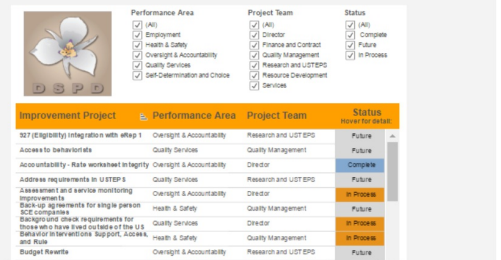 Performance Area Project Team Status
(All) (All) (All)
Employment Director Complete
Health & Safety Finance and Contract Future
Oversight & Accountability Quality Management In Process
Quality Services Research and USTEPS
Self-Determination and Choice Resource Development
Services
DSPD
Improvement Project Performance Area Project Team Status
Hover for detail:
527 (Eligibility) Integration with eRep 1 Oversight & Accountability Research and USTEPS Future
Access to behaviorists Quality Services Quality Management Future
Accountability - Rate worksheet integrity Oversight & Accountability Director Complete
Address requirements in USTEPS Quality Services Research and USTEPS Future
Assessment and service monitoring
improvements Oversight & Accountability Director In Process
Back-up agreements for single person
SCE companies Health & Safety Quality Management Future
Background check requirements for
those who have lived outside of the US Quality Services Director In Process
Behavior Interventions Support, Access,
and Rule Health & Safety Quality Management In Process
Budget Rewrite Oversight & Accountability Research and USTEPS Future